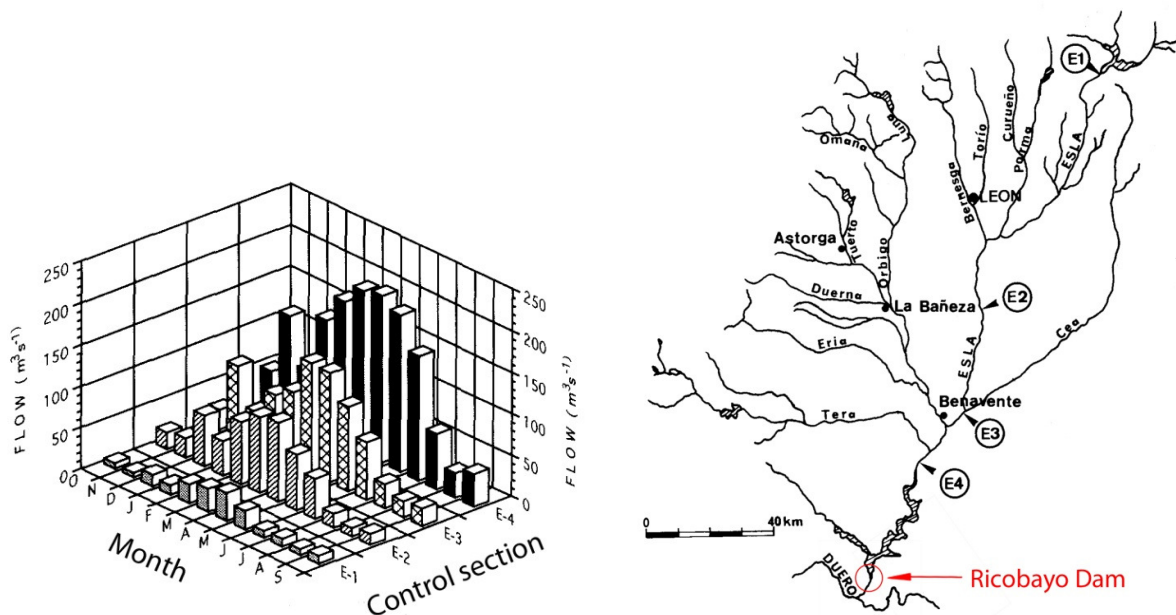 250
200
150
100
50
0
FLOW (m³s⁻¹)
O
N
D
J
F
M
A
M
J
J
A
S
Month
E-1
E-2
E-3
E-4
Control section
250
200
150
100
50
0
FLOW (m³s⁻¹)
E1
Luna
Omaña
Torío
Curueño
Porma
ESLA
Bernesga
LEON
Tuerto
Astorga
Orbigo
Duerna
La Bañeza
E2
Eria
ESLA
Cea
Benavente
Tera
E3
E4
0
40 km
DUERO
Ricobayo Dam